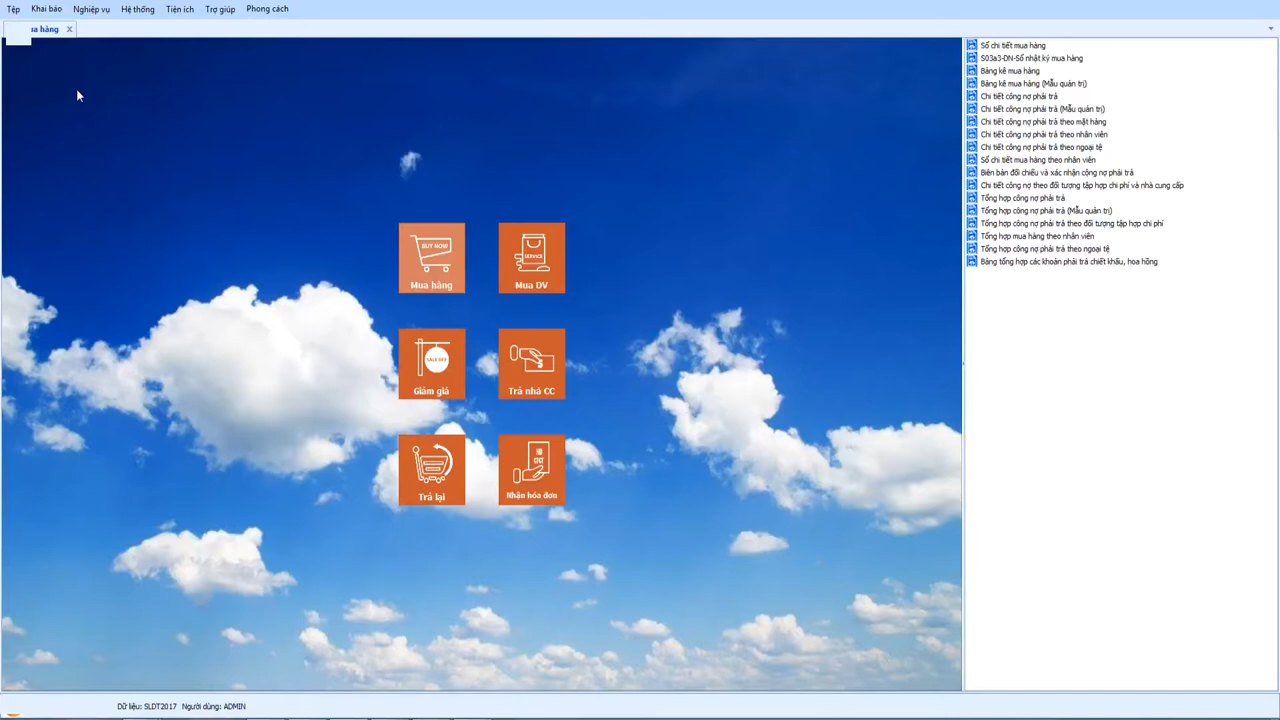 Tệp Khai báo Nghiệp vụ Hệ thống Tiện ích Trợ giúp Phong cách
hàng X
BUY NOW
Mua hàng
SERVICE
Mua DV
SALE OFF
Giảm giá
Trả nhà CC
Trả lại
Nhận hóa đơn
Sổ chi tiết mua hàng
S03a3-DN-Sổ nhật ký mua hàng
Bảng kê mua hàng
Bảng kê mua hàng (Mẫu quản trị)
Chi tiết công nợ phải trả
Chi tiết công nợ phải trả (Mẫu quản trị)
Chi tiết công nợ phải trả theo mặt hàng
Chi tiết công nợ phải trả theo nhân viên
Chi tiết công nợ phải trả theo ngoại tệ
Sổ chi tiết mua hàng theo nhân viên
Biên bản đối chiếu và xác nhận cộng nợ phải trả
Chi tiết công nợ theo đối tượng tập hợp chi phí và nhà cung cấp
Tổng hợp công nợ phải trả
Tổng hợp công nợ phải trả (Mẫu quản trị)
Tổng hợp công nợ phải trả theo đối tượng tập hợp chi phí
Tổng hợp mua hàng theo nhân viên
Tổng hợp công nợ phải trả theo ngoại tệ
Bảng tổng hợp các khoản phải trả chiết khấu, hoa hồng
Dữ liệu: SLDT2017 Người dùng: ADMIN